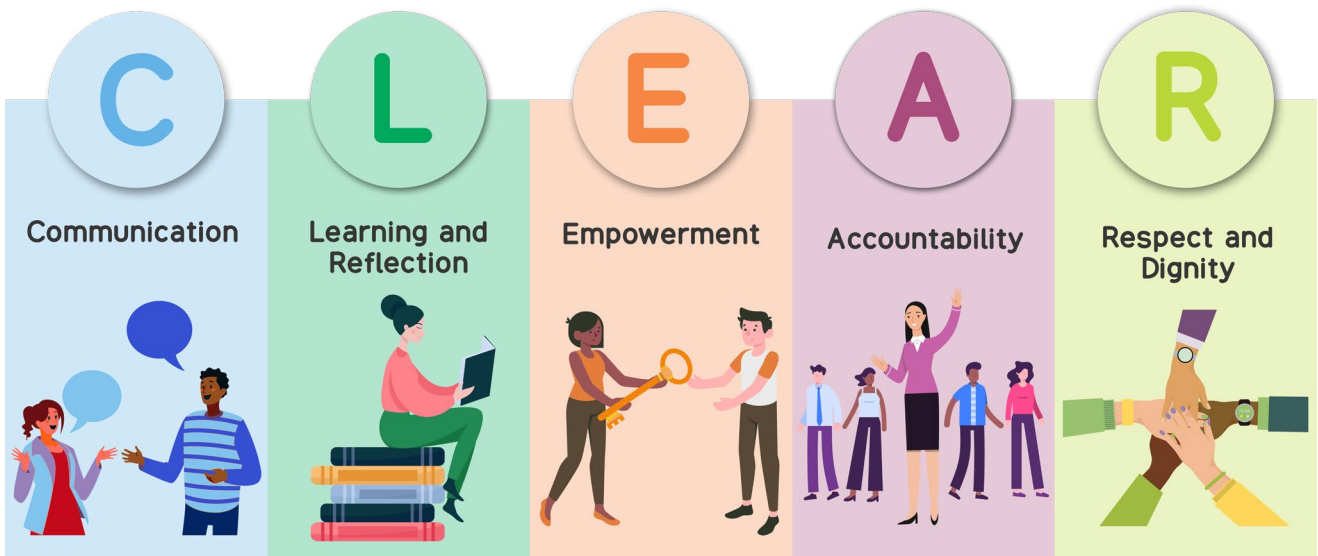 C
L
E
A
R
Communication
Learning and
Reflection
Empowerment
Accountability
Respect and
Dignity